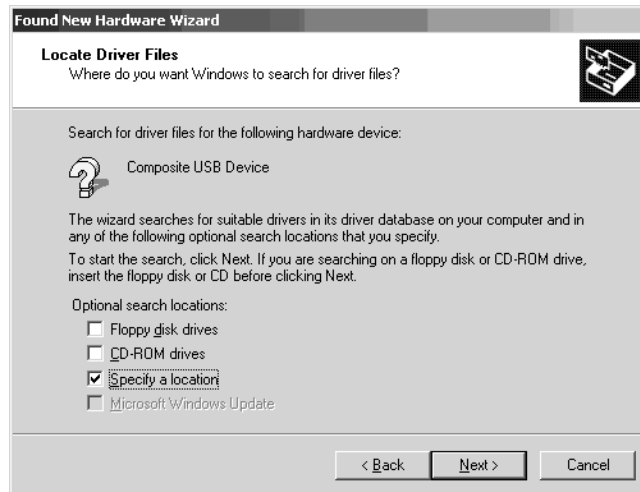 Found New Hardware Wizard
Locate Driver Files
Where do you want Windows to search for driver files?
Search for driver files for the following hardware device:
Composite USB Device
The wizard searches for suitable drivers in its driver database on your computer and in
any of the following optional search locations that you specify.
To start the search, click Next. If you are searching on a floppy disk or CD-ROM drive,
insert the floppy disk or CD before clicking Next.
Optional search locations:
Floppy disk drives
CD-ROM drives
Specify a location
Microsoft Windows Update
< Back Next > Cancel